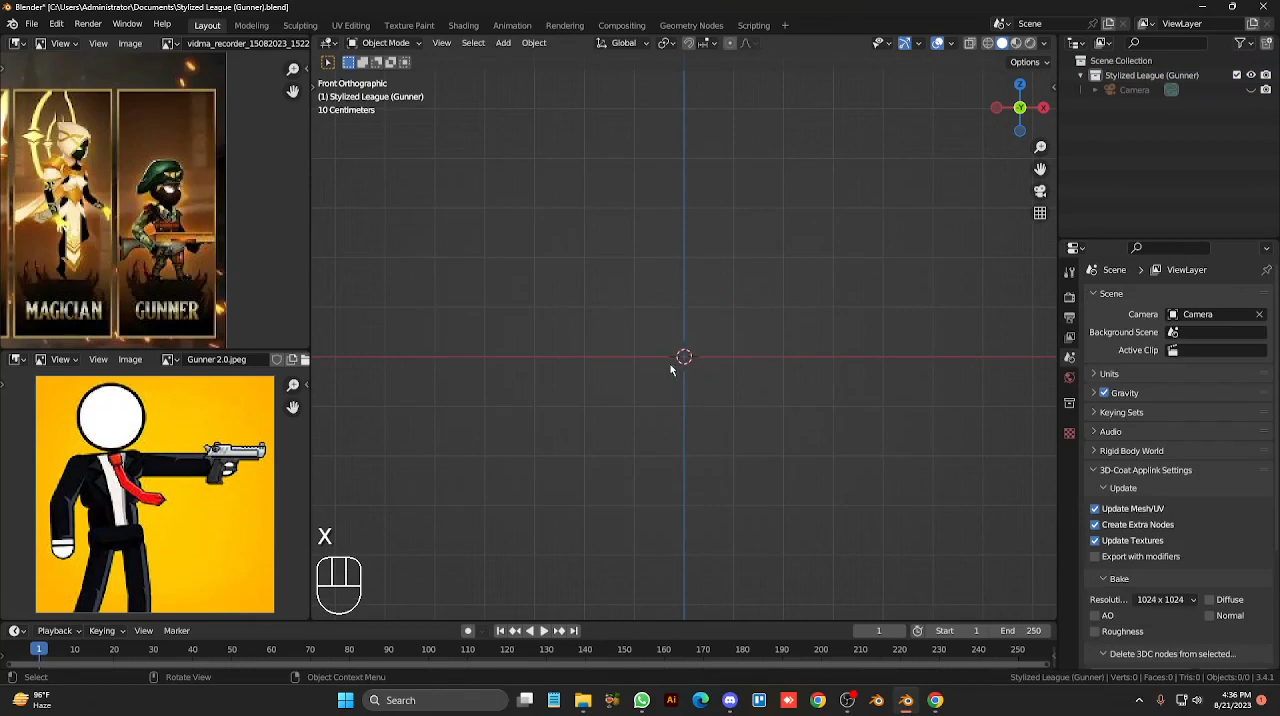 Blender* [C:\Users\Administrator\Documents\Stylized League (Gunner).blend]
File Edit Render Window Help Layout Modeling Sculpting UV Editing Texture Paint Shading Animation Rendering Compositing Geometry Nodes Scripting + Scene ViewLayer
View View Image vidma_recorder_15082023_1522 Object Mode View Select Add Object Global
Options
Front Orthographic
(1) Stylized League (Gunner)
10 Centimeters
Z
X
-Y
Scene Collection
Stylized League (Gunner)
Camera
MAGICIAN GUNNER
Scene ViewLayer
Scene
Camera Camera
Background Scene
Active Clip
View View Image Gunner 2.0.jpeg
Units
Gravity
Keying Sets
Audio
Rigid Body World
3D-Coat Applink Settings
Update
Update Mesh\UV
Create Extra Nodes
Update Textures
Export with modifiers
Bake
Resoluti... 1024 x 1024 Diffuse
AO Normal
Roughness
Delete 3DC nodes from selected...
X
Playback Keying View Marker 1 Start 1 End 250
1 10 20 30 40 50 60 70 80 90 100 110 120 130 140 150 160 170 180 190 200 210 220 230 240 250
Select Rotate View Object Context Menu Stylized League (Gunner) | Verts:0 | Faces:0 | Tris:0 | Objects:0/0 | 3.4.1
96°F
Haze
Search
Ai
4:36 PM
8/21/2023